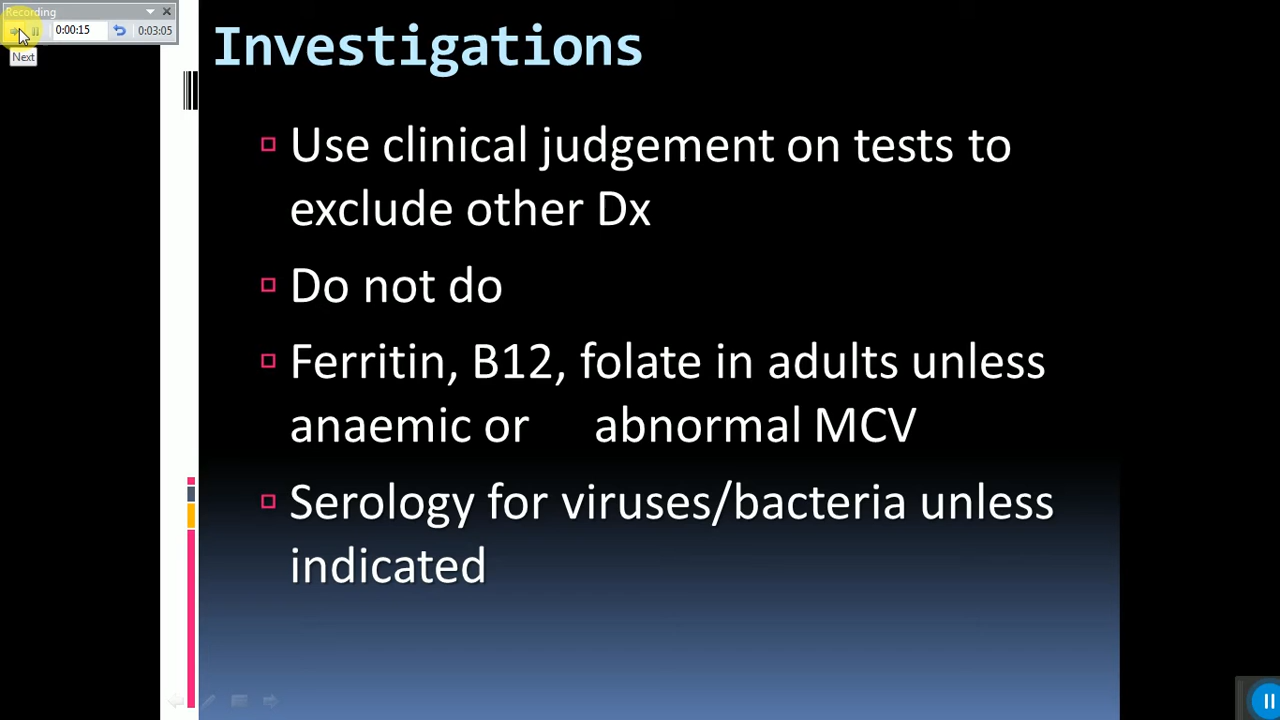 Recording
0:00:15
0:03:05
Next
Investigations
Use clinical judgement on tests to
exclude other Dx
Do not do
Ferritin, B12, folate in adults unless
anaemic or abnormal MCV
Serology for viruses/bacteria unless
indicated